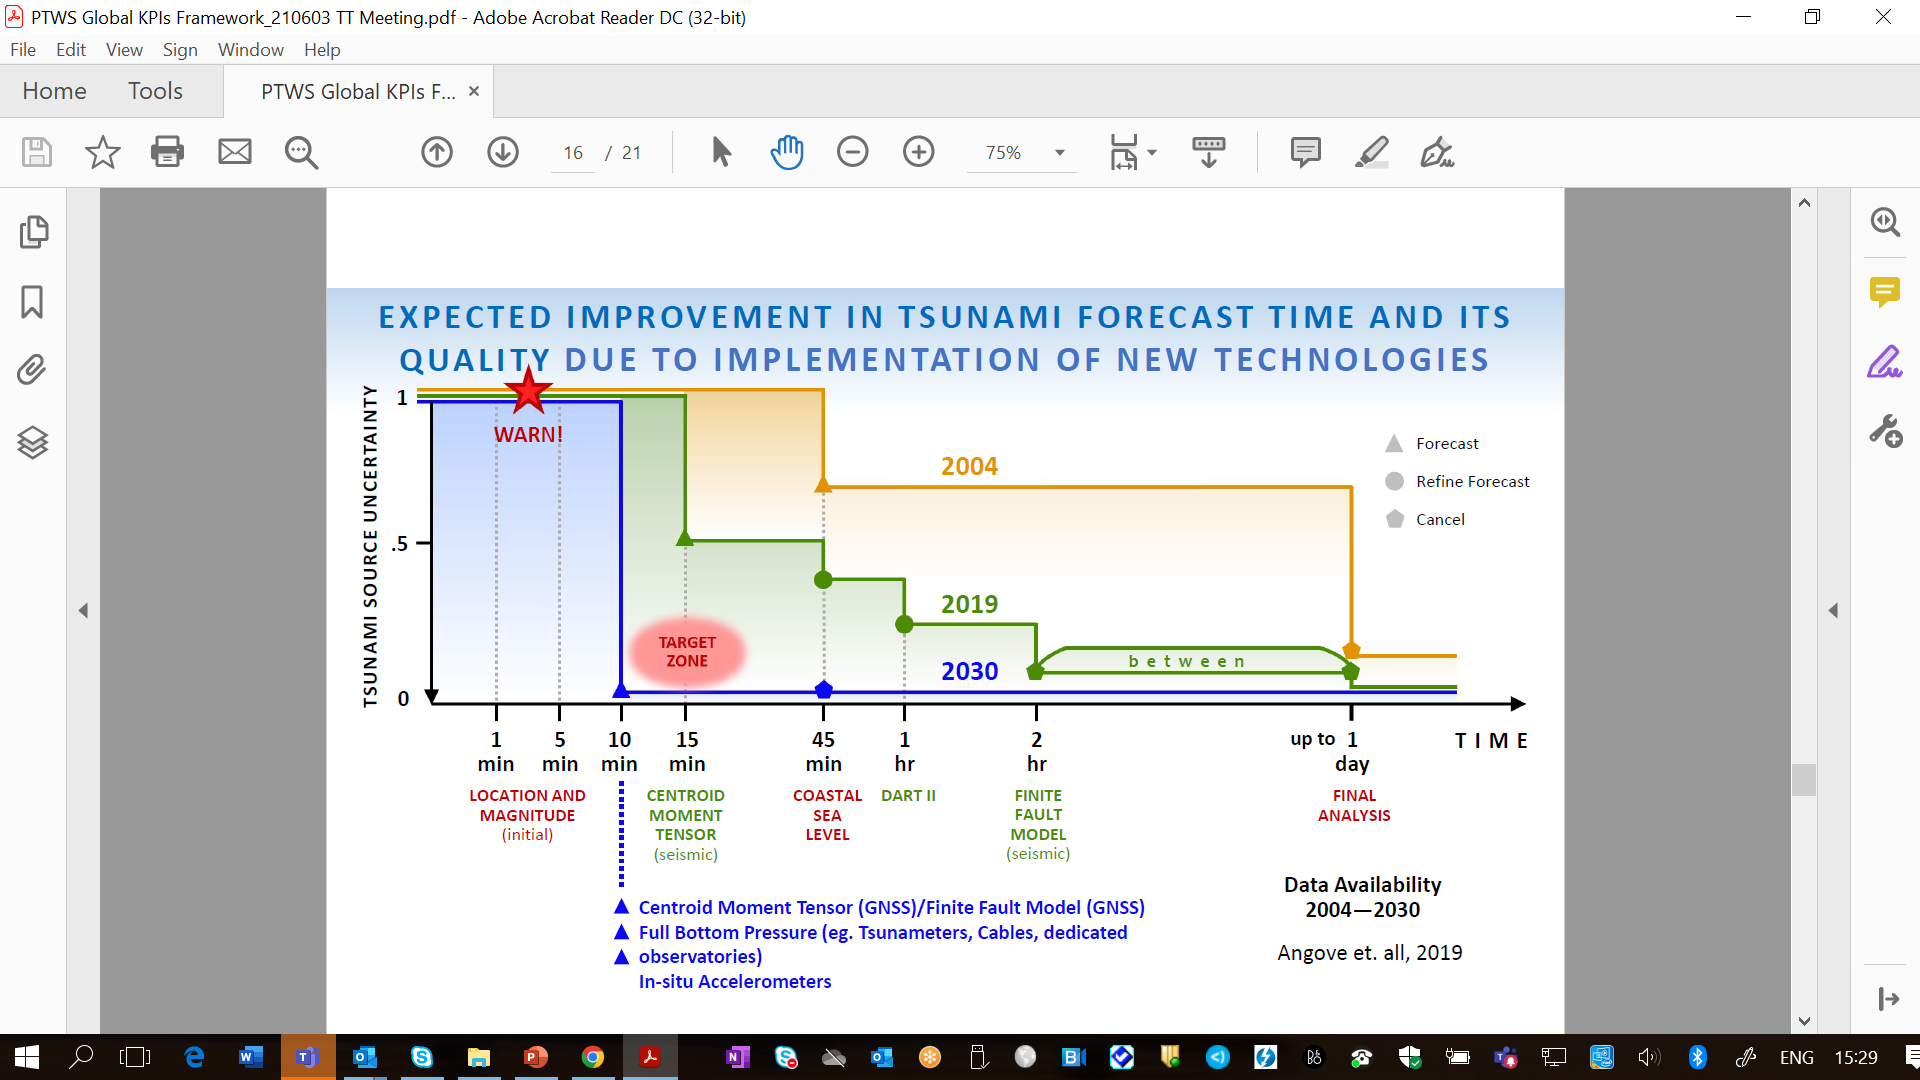 PTWS Global KPIs Framework_210603 TT Meeting.pdf - Adobe Acrobat Reader DC (32-bit)
File Edit View Sign Window Help
Home Tools PTWS Global KPIs F... ×
16 / 21 75%
EXPECTED IMPROVEMENT IN TSUNAMI FORECAST TIME AND ITS
QUALITY DUE TO IMPLEMENTATION OF NEW TECHNOLOGIES
TSUNAMI SOURCE UNCERTAINTY
1
.5
0
WARN!
TARGET
ZONE
2004
2019
2030
between
Forecast
Refine Forecast
Cancel
1 min
5 min
10 min
15 min
45 min
1 hr
2 hr
up to 1 day
TIME
LOCATION AND
MAGNITUDE
(initial)
CENTROID
MOMENT
TENSOR
(seismic)
COASTAL
SEA
LEVEL
DART II
FINITE
FAULT
MODEL
(seismic)
FINAL
ANALYSIS
Centroid Moment Tensor (GNSS)/Finite Fault Model (GNSS)
Full Bottom Pressure (eg. Tsunameters, Cables, dedicated
observatories)
In-situ Accelerometers
Data Availability
2004—2030
Angove et. all, 2019
ENG 15:29